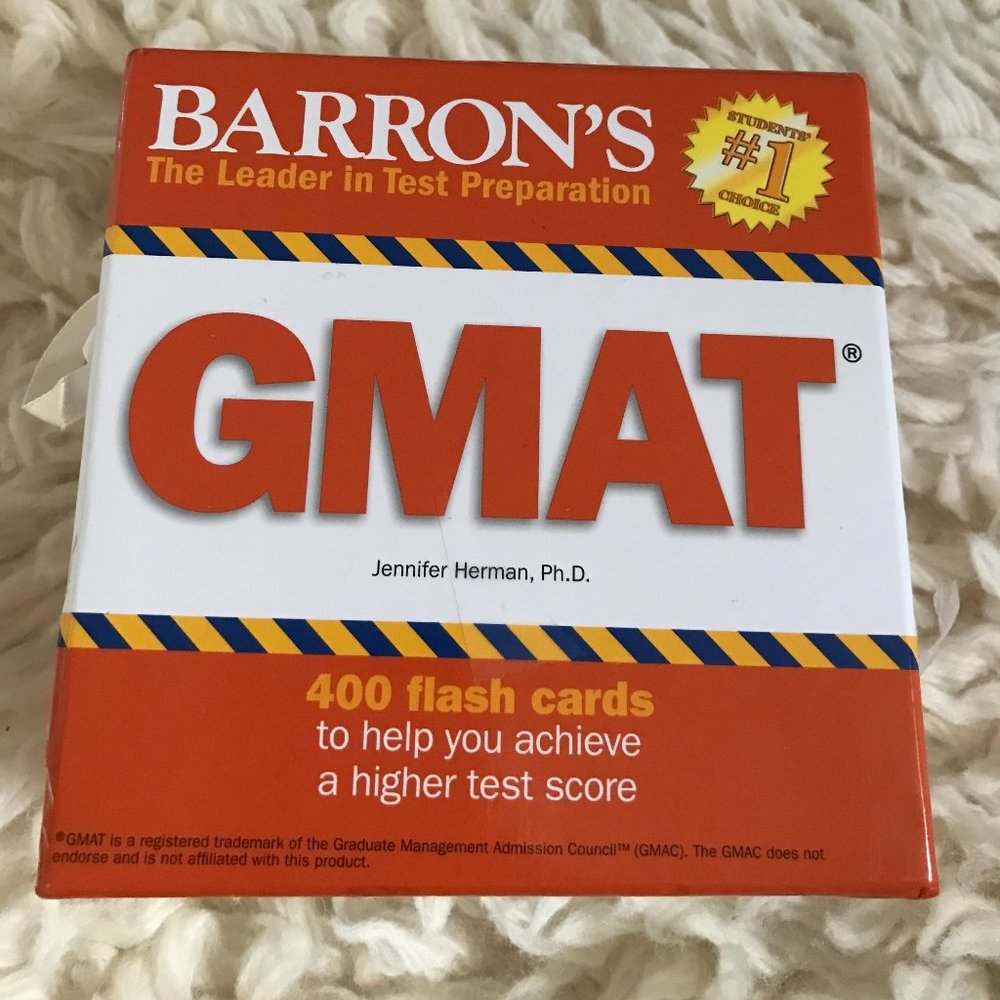 BARRON'S
The Leader in Test Preparation
STUDENTS'
#1
CHOICE
GMAT®
Jennifer Herman, Ph.D.
400 flash cards
to help you achieve
a higher test score
®GMAT is a registered trademark of the Graduate Management Admission Council™ (GMAC). The GMAC does not
endorse and is not affiliated with this product.